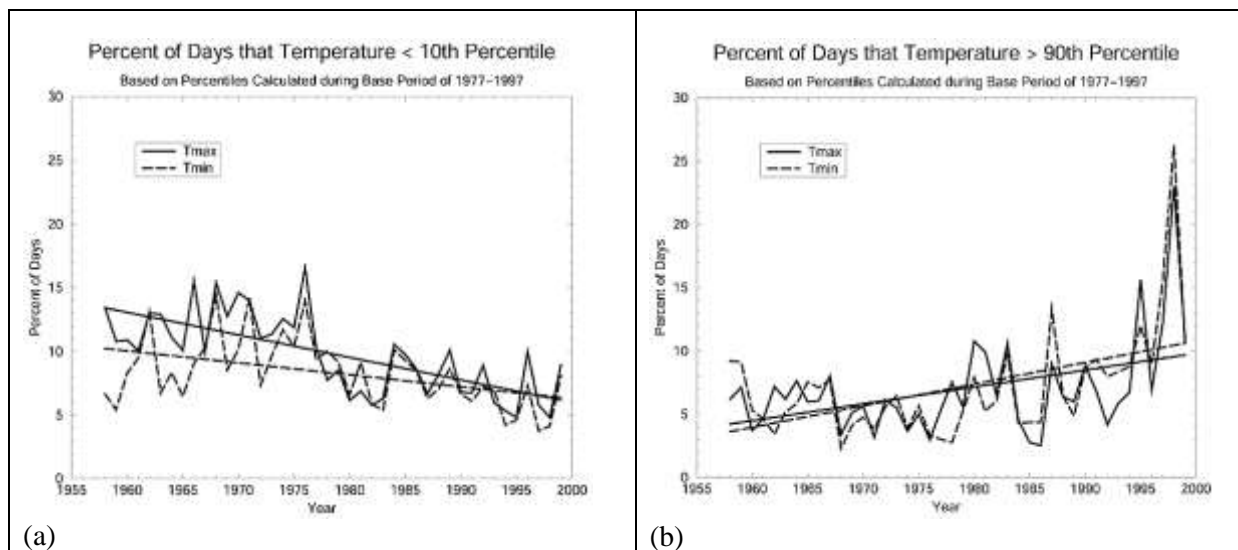 Percent of Days that Temperature < 10th Percentile
Based on Percentiles Calculated during Base Period of 1977-1997
30
25
20
15
10
5
0
Percent of Days
Tmax
Tmin
1955 1960 1965 1970 1975 1980 1985 1990 1995 2000
Year
(a)
Percent of Days that Temperature > 90th Percentile
Based on Percentiles Calculated during Base Period of 1977-1997
30
25
20
15
10
5
0
Percent of Days
Tmax
Tmin
1955 1960 1965 1970 1975 1980 1985 1990 1995 2000
Year
(b)